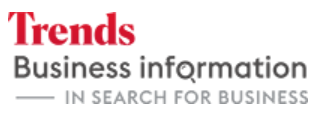 Trends
Business information
IN SEARCH FOR BUSINESS